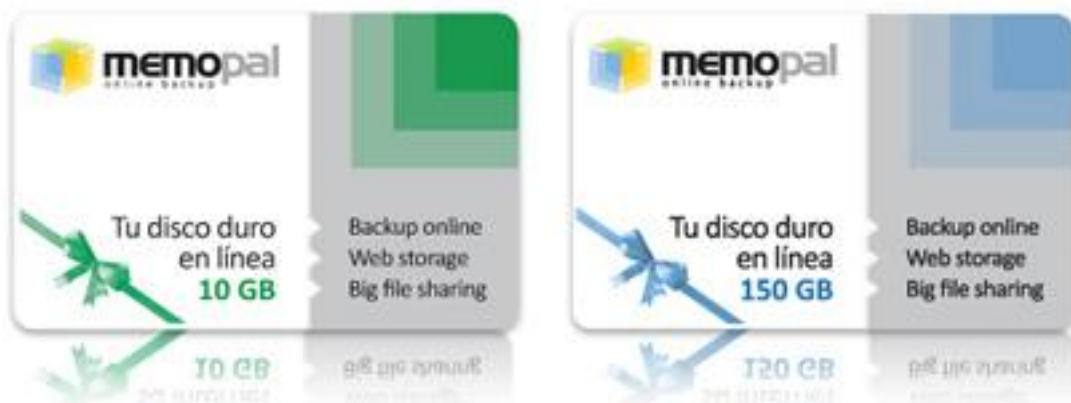 memopal
online backup
Tu disco duro
en línea
10 GB
Backup online
Web storage
Big file sharing
memopal
online backup
Tu disco duro
en línea
150 GB
Backup online
Web storage
Big file sharing